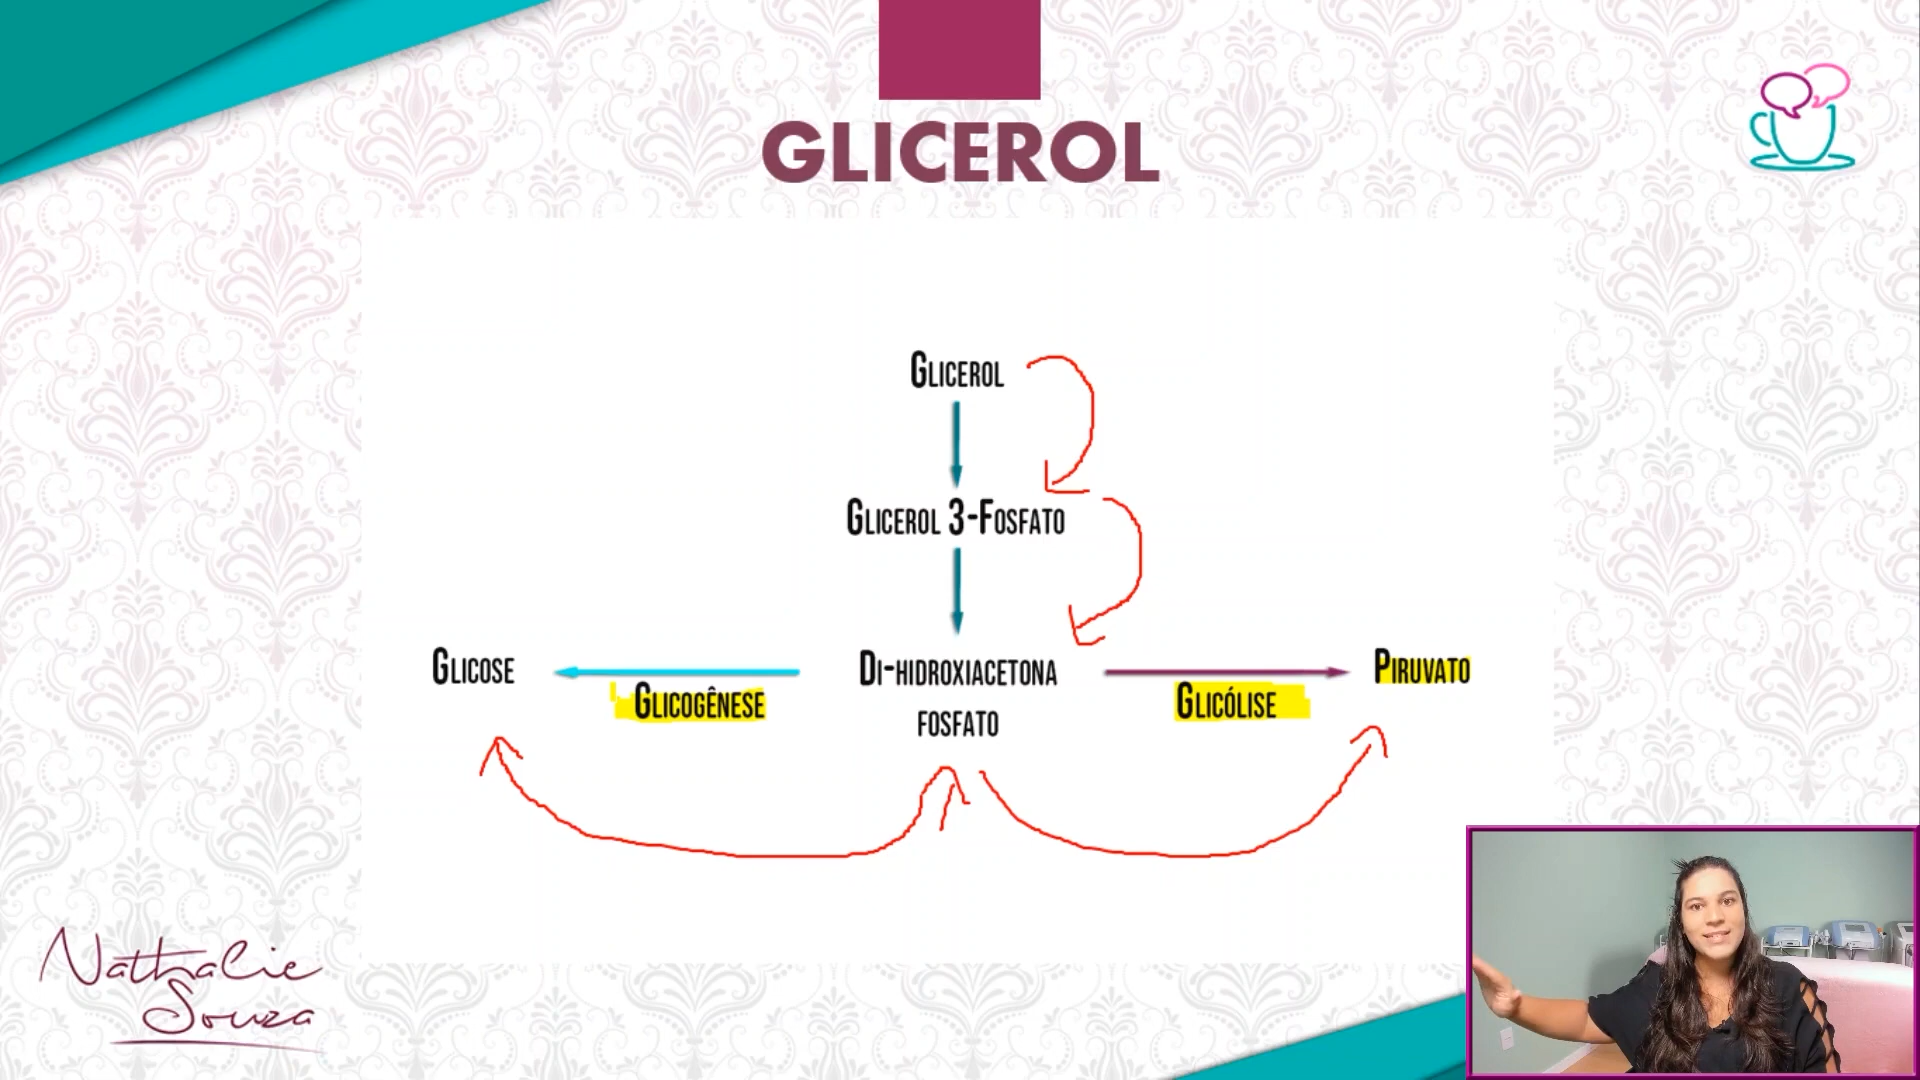 GLICEROL
GLICEROL
GLICEROL 3-FOSFATO
GLICOSE
GLICOGÊNESE
DI-HIDROXIACETONA
FOSFATO
GLICÓLISE
PIRUVATO
Nathalie
Souza